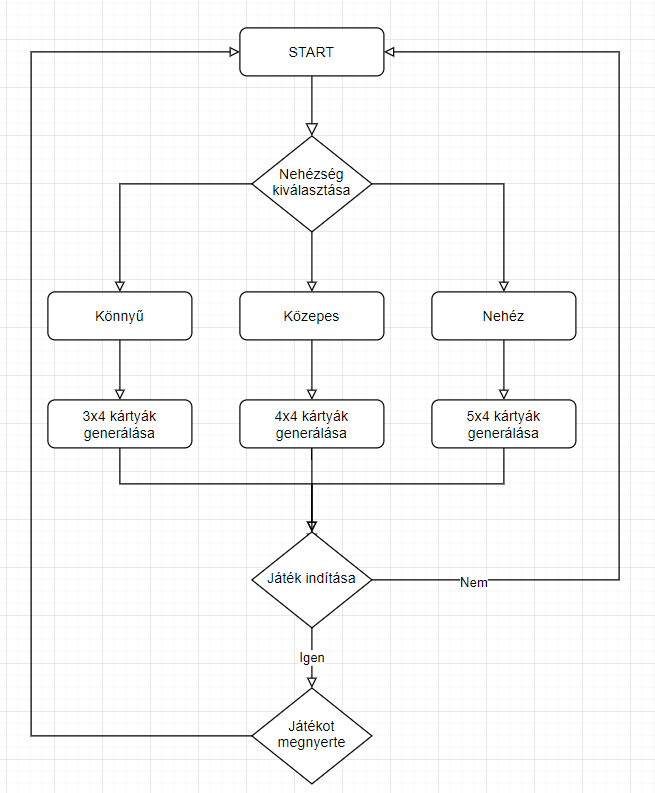 START
Nehézség
kiválasztása
Könnyű
Közepes
Nehéz
3x4 kártyák
generálása
4x4 kártyák
generálása
5x4 kártyák
generálása
Játék indítása
Nem
Igen
Játékot
megnyerte